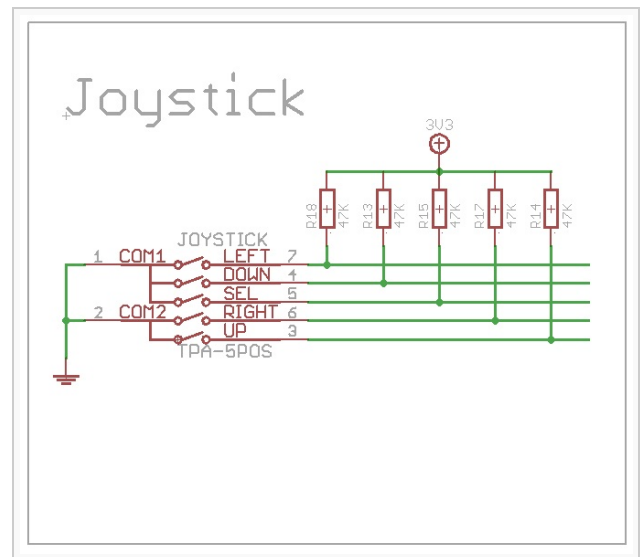 Joystick
3V3
R18 47K R13 47K R15 47K R17 47K R14 47K
JOYSTICK
1 COM1 LEFT 7
DOWN 4
SEL 5
2 COM2 RIGHT 6
UP 3
TPA-5POS